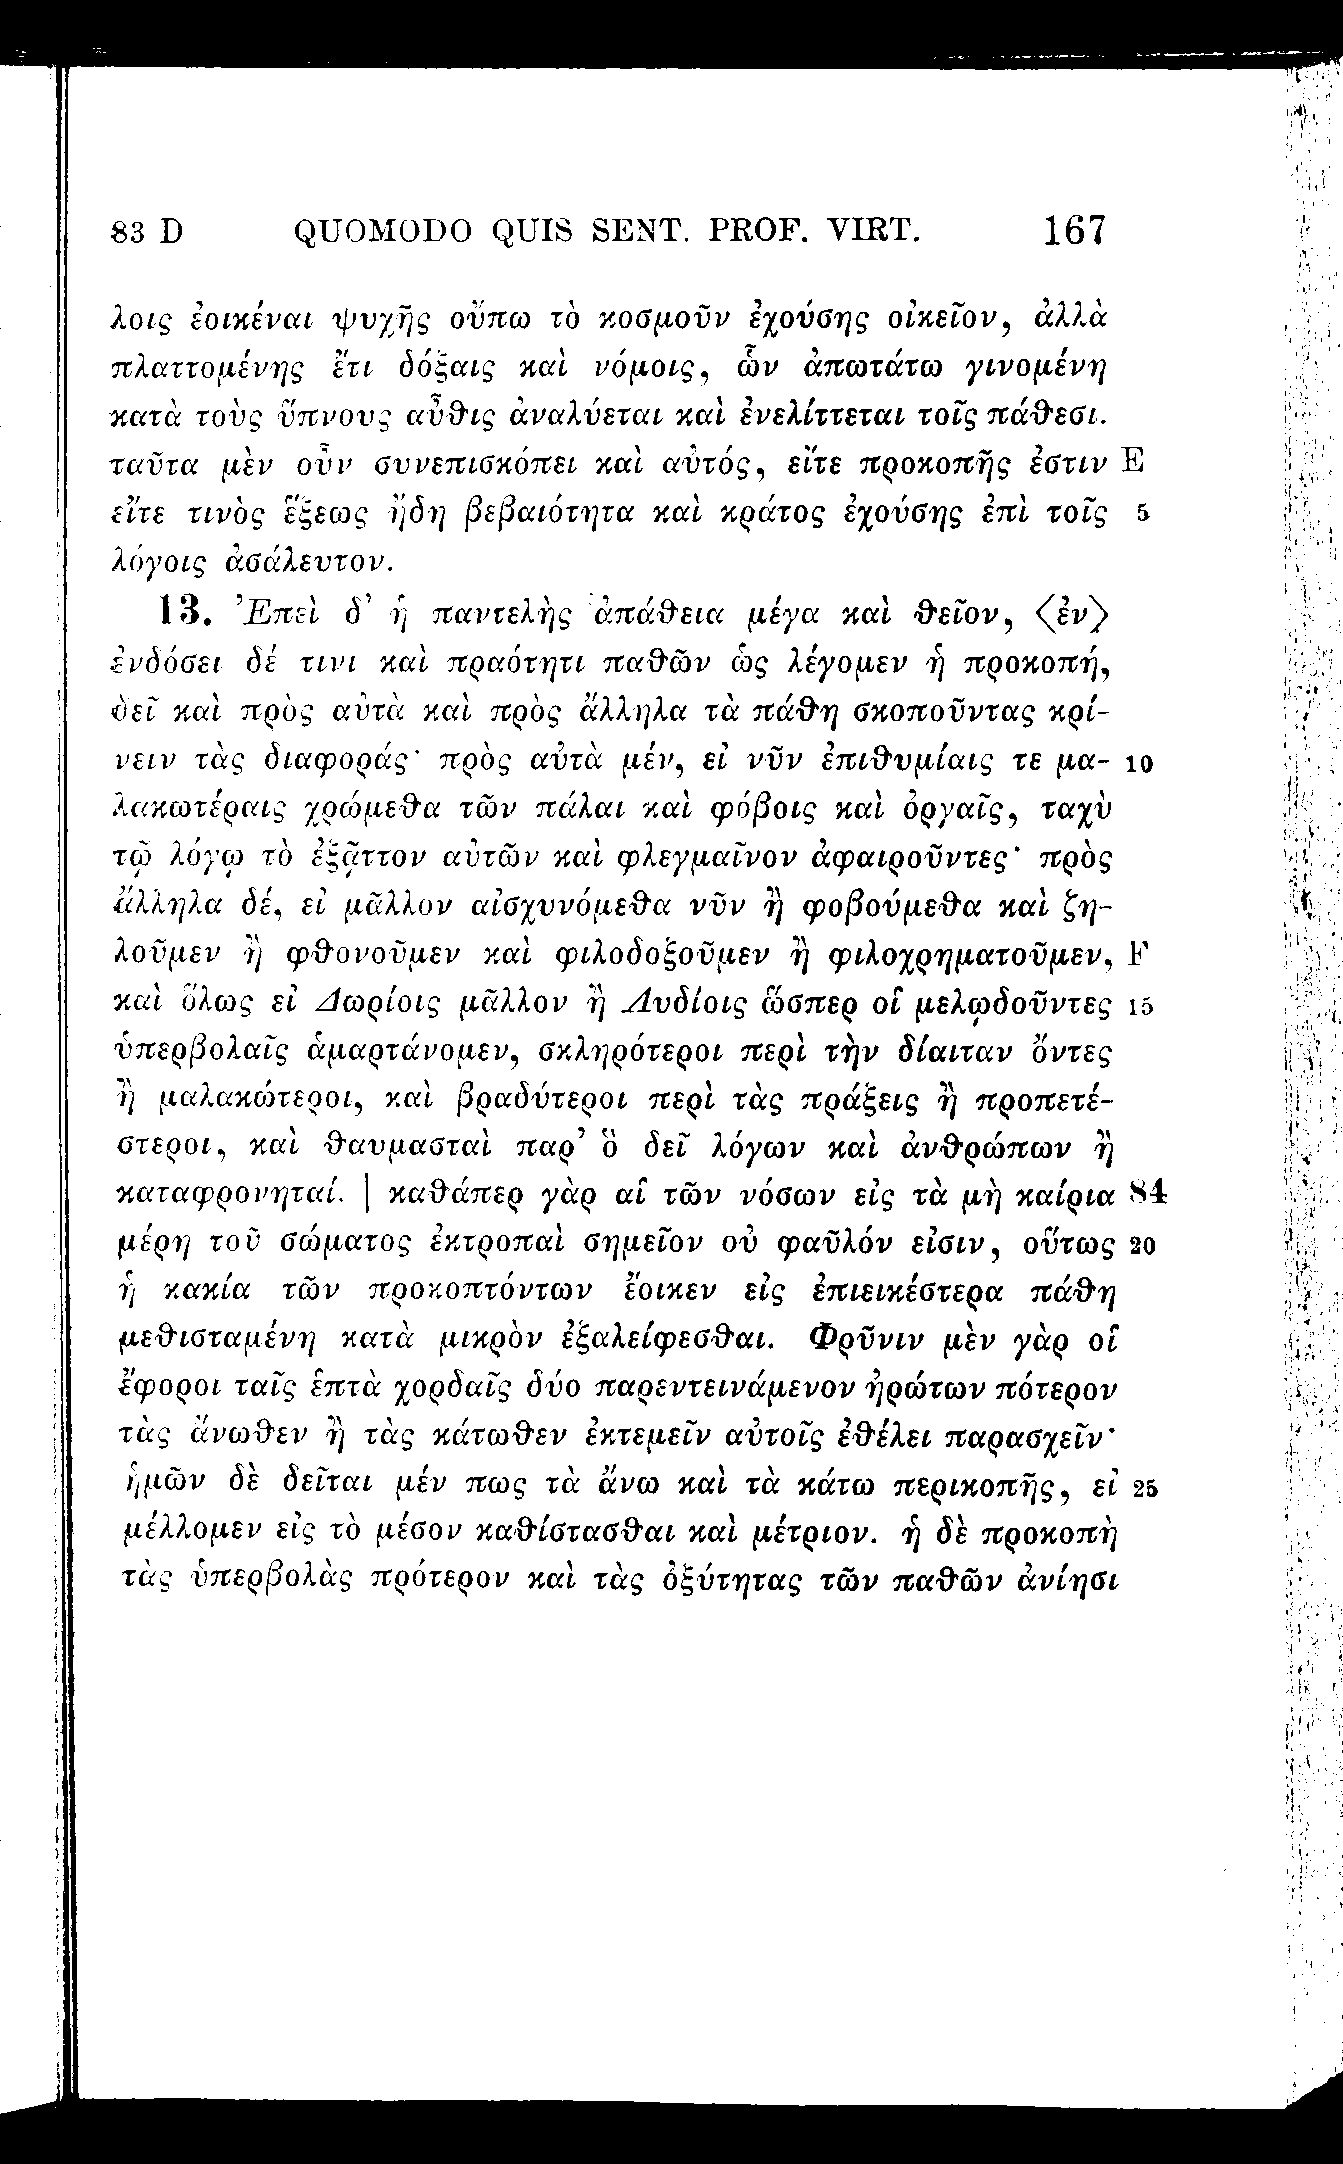 83 D QUOMODO QUIS SENT. PROF. VIRT. 167
λοις ἐοικέναι ψυχῆς οὔπω τὸ κοσμοῦν ἐχούσης οἰκεῖον, ἀλλὰ
πλαττομένης ἔτι δόξαις καὶ νόμοις, ὧν ἀπωτάτω γινομένη
κατὰ τοὺς ὕπνους αὖθις ἀναλύεται καὶ ἐνελίττεται τοῖς πάθεσι.
ταῦτα μὲν οὖν συνεπισκόπει καὶ αὐτός, εἴτε προκοπῆς ἐστιν E
εἴτε τινὸς ἕξεως ἤδη βεβαιότητα καὶ κράτος ἐχούσης ἐπὶ τοῖς 5
λόγοις ἀσάλευτον.
13. Ἐπεὶ δ’ ἡ παντελὴς ἀπάθεια μέγα καὶ θεῖον, ⟨ἐν⟩
ἐνδόσει δέ τινι καὶ πραότητι παθῶν ὡς λέγομεν ἡ προκοπή,
δεῖ καὶ πρὸς αὐτὰ καὶ πρὸς ἄλληλα τὰ πάθη σκοποῦντας κρί-
νειν τὰς διαφοράς· πρὸς αὐτὰ μέν, εἰ νῦν ἐπιθυμίαις τε μα- 10
λακωτέραις χρώμεθα τῶν πάλαι καὶ φόβοις καὶ ὀργαῖς, ταχὺ
τῷ λόγῳ τὸ ἐξᾷττον αὐτῶν καὶ φλεγμαῖνον ἀφαιροῦντες· πρὸς
ἄλληλα δέ, εἰ μᾶλλον αἰσχυνόμεθα νῦν ἢ φοβούμεθα καὶ ζη-
λοῦμεν ἢ φθονοῦμεν καὶ φιλοδοξοῦμεν ἢ φιλοχρηματοῦμεν, F
καὶ ὅλως εἰ Δωρίοις μᾶλλον ἢ Λυδίοις ὥσπερ οἱ μελῳδοῦντες 15
ὑπερβολαῖς ἁμαρτάνομεν, σκληρότεροι περὶ τὴν δίαιταν ὄντες
ἢ μαλακώτεροι, καὶ βραδύτεροι περὶ τὰς πράξεις ἢ προπετέ-
στεροι, καὶ θαυμασταὶ παρ’ ὃ δεῖ λόγων καὶ ἀνθρώπων ἢ
καταφρονηταί. | καθάπερ γὰρ αἱ τῶν νόσων εἰς τὰ μὴ καίρια 84
μέρη τοῦ σώματος ἐκτροπαὶ σημεῖον οὐ φαῦλόν εἰσιν, οὕτως 20
ἡ κακία τῶν προκοπτόντων ἔοικεν εἰς ἐπιεικέστερα πάθη
μεθισταμένη κατὰ μικρὸν ἐξαλείφεσθαι. Φρῦνιν μὲν γὰρ οἱ
ἔφοροι ταῖς ἑπτὰ χορδαῖς δύο παρεντεινάμενον ἠρώτων πότερον
τὰς ἄνωθεν ἢ τὰς κάτωθεν ἐκτεμεῖν αὐτοῖς ἐθέλει παρασχεῖν·
ἡμῶν δὲ δεῖται μέν πως τὰ ἄνω καὶ τὰ κάτω περικοπῆς, εἰ 25
μέλλομεν εἰς τὸ μέσον καθίστασθαι καὶ μέτριον. ἡ δὲ προκοπὴ
τὰς ὑπερβολὰς πρότερον καὶ τὰς ὀξύτητας τῶν παθῶν ἀνίησι